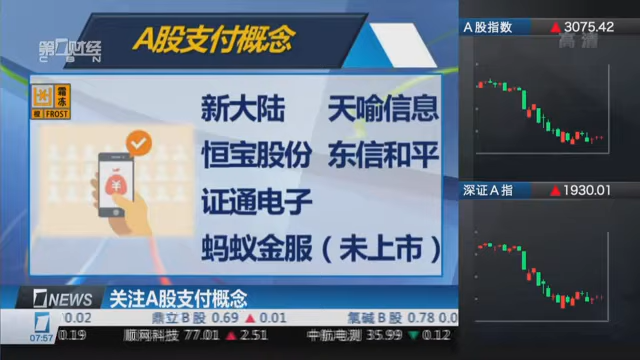 第一财经
CBN
A股支付概念
霜冻
橙 FROST
新大陆 天喻信息
恒宝股份 东信和平
证通电子
蚂蚁金服（未上市）
A股指数 ▲3075.42
高清
深证A指 ▲1930.01
NEWS 关注A股支付概念
07:57
0.02 鼎立B股 0.69 ▲ 0.01 氯碱B股 0.78 0.0
0.19 顺网科技 77.01 ▲ 2.51 中航电测 35.99 ▼ 0.12